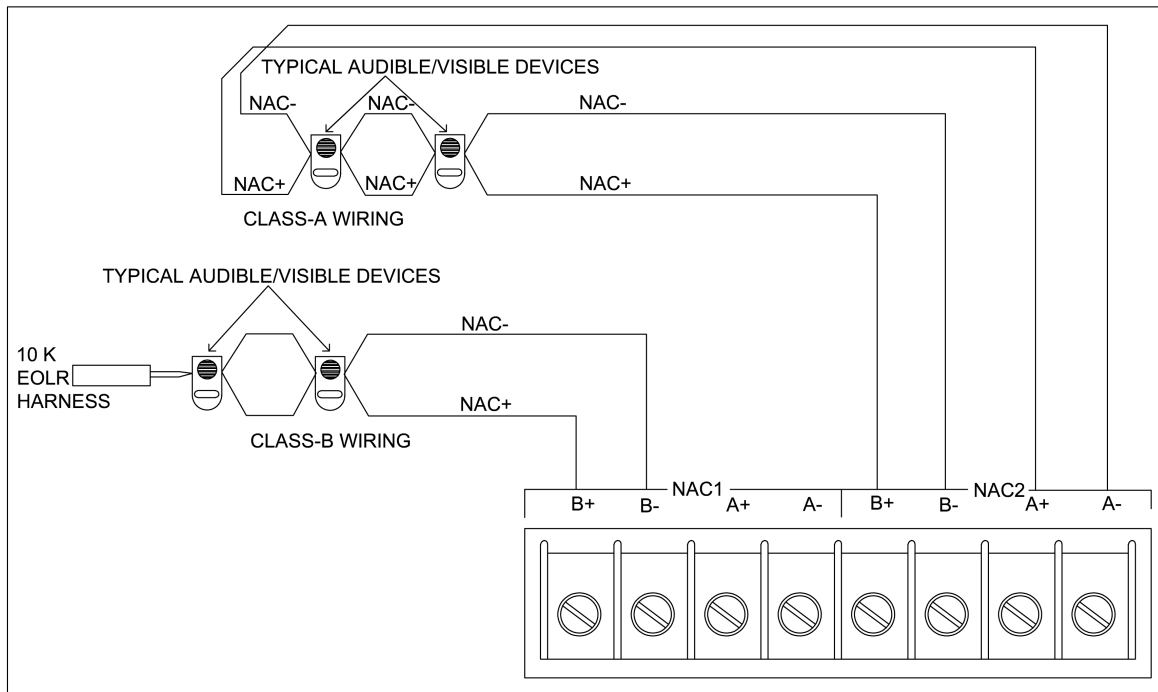 TYPICAL AUDIBLE/VISIBLE DEVICES
NAC- NAC- NAC-
NAC+ NAC+ NAC+
CLASS-A WIRING
TYPICAL AUDIBLE/VISIBLE DEVICES
NAC-
10 K
EOLR
HARNESS
NAC+
CLASS-B WIRING
NAC1 NAC2
B+ B- A+ A- B+ B- A+ A-